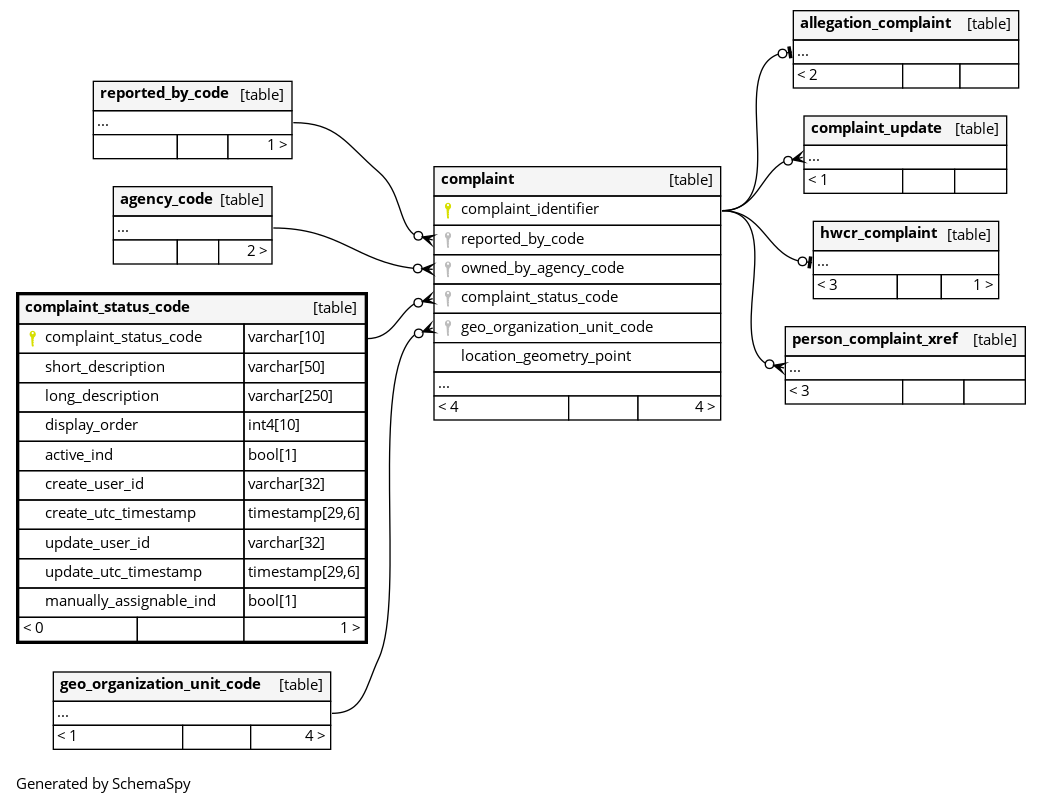 reported_by_code [table]
...
1 >
agency_code [table]
...
2 >
complaint_status_code [table]
complaint_status_code varchar[10]
short_description varchar[50]
long_description varchar[250]
display_order int4[10]
active_ind bool[1]
create_user_id varchar[32]
create_utc_timestamp timestamp[29,6]
update_user_id varchar[32]
update_utc_timestamp timestamp[29,6]
manually_assignable_ind bool[1]
< 0 1 >
geo_organization_unit_code [table]
...
< 1 4 >
complaint [table]
complaint_identifier
reported_by_code
owned_by_agency_code
complaint_status_code
geo_organization_unit_code
location_geometry_point
...
< 4 4 >
allegation_complaint [table]
...
< 2
complaint_update [table]
...
< 1
hwcr_complaint [table]
...
< 3 1 >
person_complaint_xref [table]
...
< 3
Generated by SchemaSpy